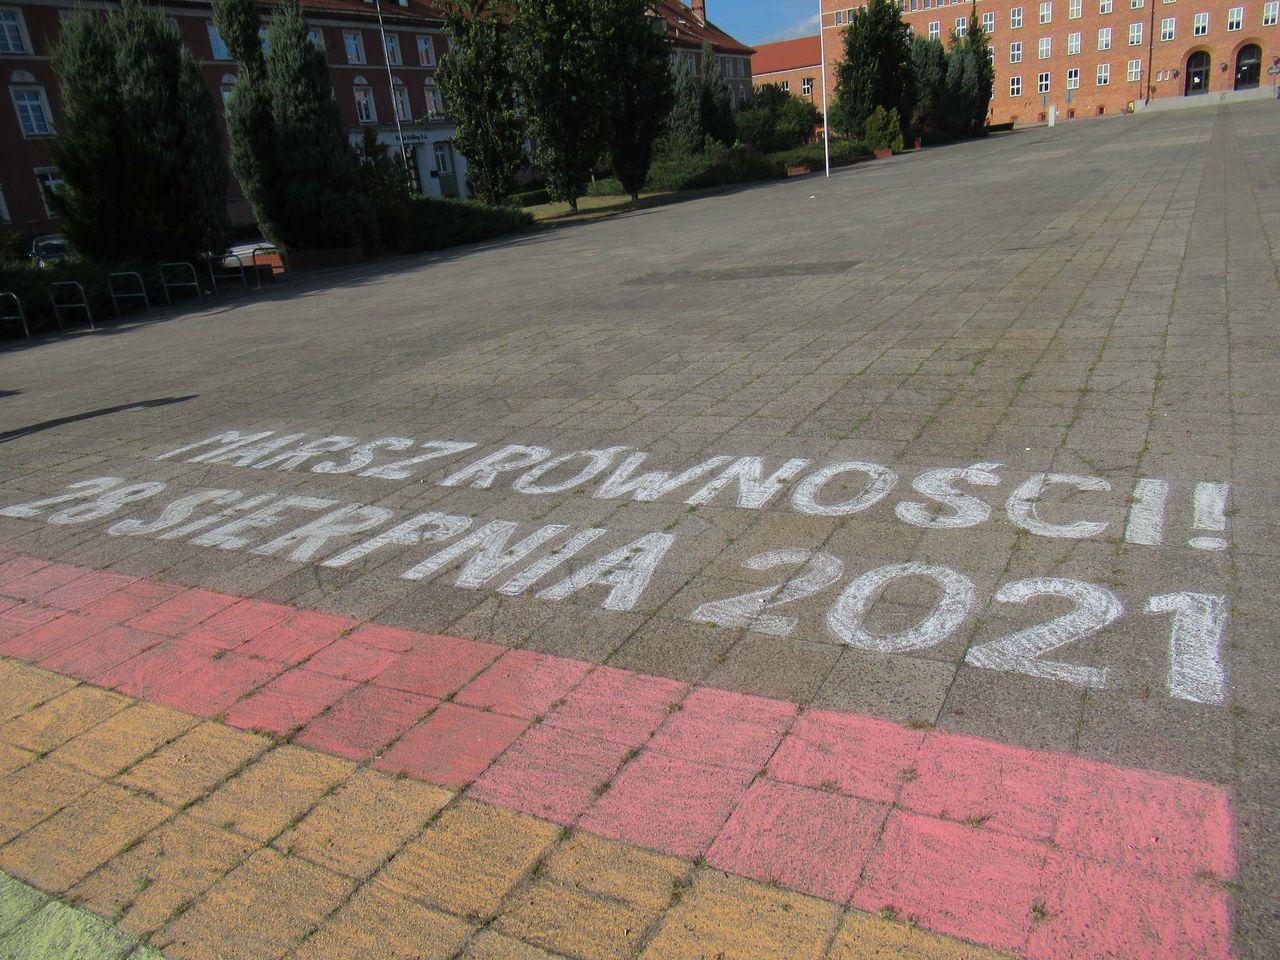 MARSZ RÓWNOŚCI!
28 SIERPNIA 2021